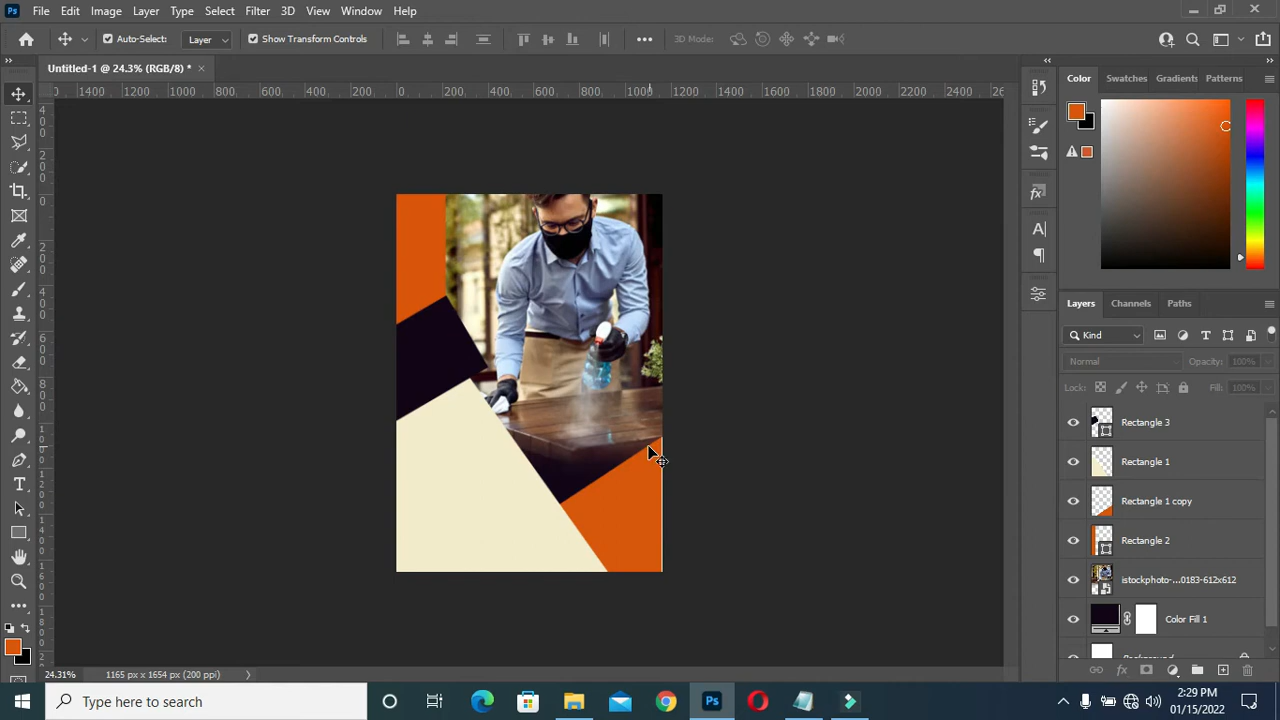 Ps File Edit Image Layer Type Select Filter 3D View Window Help
Auto-Select: Layer Show Transform Controls 3D Mode:
Untitled-1 @ 24.3% (RGB/8) *
1400 1200 1000 800 600 400 200 0 200 400 600 800 1000 1200 1400 1600 1800 2000 2200 2400 26
Color Swatches Gradients Patterns
Layers Channels Paths
Kind
Normal Opacity: 100%
Lock: Fill: 100%
Rectangle 3
Rectangle 1
Rectangle 1 copy
Rectangle 2
istockphoto-...0183-612x612
Color Fill 1
24.31% 1165 px x 1654 px (200 ppi)
Type here to search
2:29 PM
01/15/2022